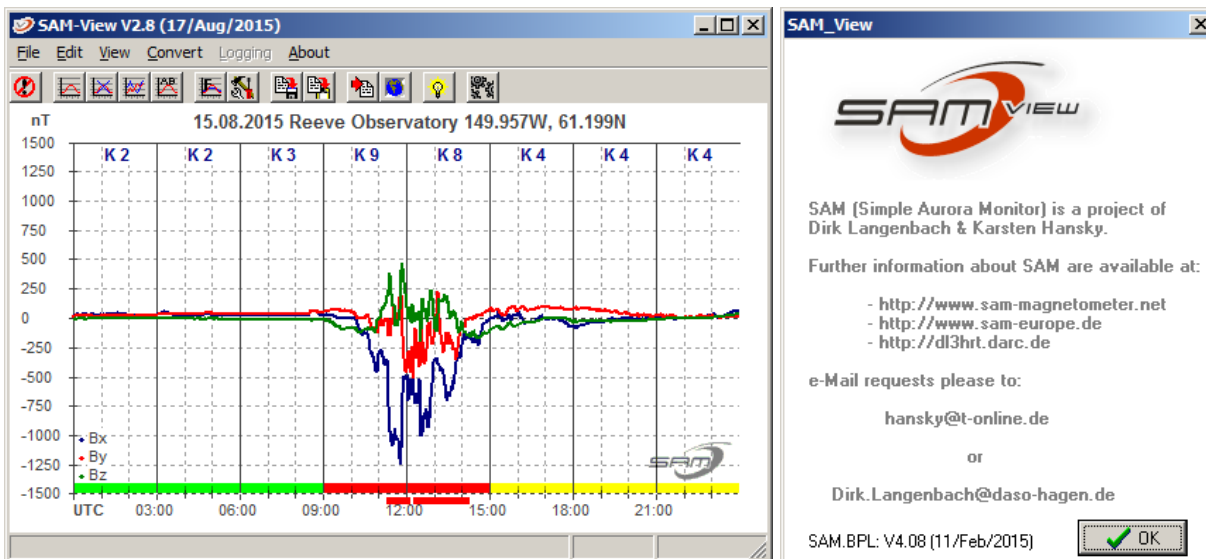 SAM-View V2.8 (17/Aug/2015)
File Edit View Convert Logging About
nT
15.08.2015 Reeve Observatory 149.957W, 61.199N
K 2 K 2 K 3 K 9 K 8 K 4 K 4 K 4
1500
1250
1000
750
500
250
0
-250
-500
-750
-1000
-1250
-1500
Bx
By
Bz
SAM
UTC 03:00 06:00 09:00 12:00 15:00 18:00 21:00
SAM_View
SAM VIEW
SAM (Simple Aurora Monitor) is a project of
Dirk Langenbach & Karsten Hansky.
Further information about SAM are available at:
- http://www.sam-magnetometer.net
- http://www.sam-europe.de
- http://dl3hrt.darc.de
e-Mail requests please to:
hansky@t-online.de
or
Dirk.Langenbach@daso-hagen.de
SAM.BPL: V4.08 (11/Feb/2015)
OK